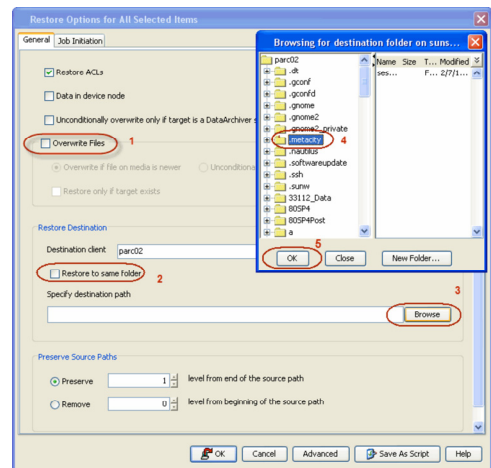 Restore Options for All Selected Items
General
Job Initiation
Restore ACLs
Data in device node
Unconditionally overwrite only if target is a DataArchiver s
Overwrite Files
1
Overwrite if file on media is newer
Unconditiona
Restore only if target exists
Restore Destination
Destination client
parc02
Restore to same folder
2
Specify destination path
3
Browse
Preserve Source Paths
Preserve
1
level from end of the source path
Remove
0
level from beginning of the source path
OK
Cancel
Advanced
Save As Script
Help
Browsing for destination folder on suns...
parc02
.dt
.gconf
.gconfd
.gnome
.gnome2
.gnome2_private
.metacity
4
.nautilus
.softwareupdate
.ssh
.sunw
33112_Data
80SP4
80SP4Post
a
Name Size T... Modified
ses... F... 2/7/1...
5
OK
Close
New Folder...